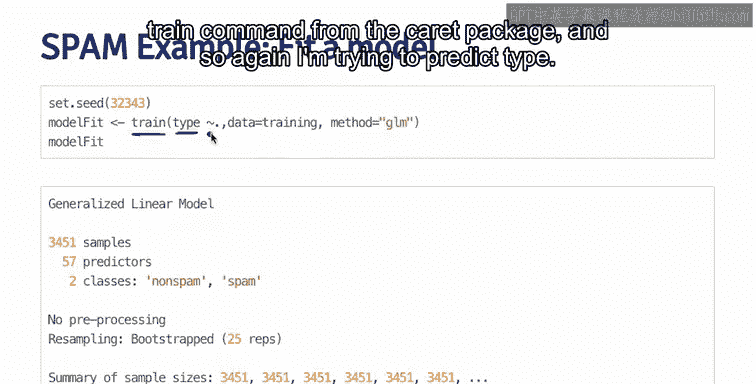 train command from the caret package, and
so again I'm trying to predict type.
SPAM Example: Fit a model
set.seed(32343)
modelFit <- train(type ~.,data=training, method="glm")
modelFit
Generalized Linear Model
3451 samples
57 predictors
2 classes: 'nonspam', 'spam'
No pre-processing
Resampling: Bootstrapped (25 reps)
Summary of sample sizes: 3451, 3451, 3451, 3451, 3451, 3451, ...